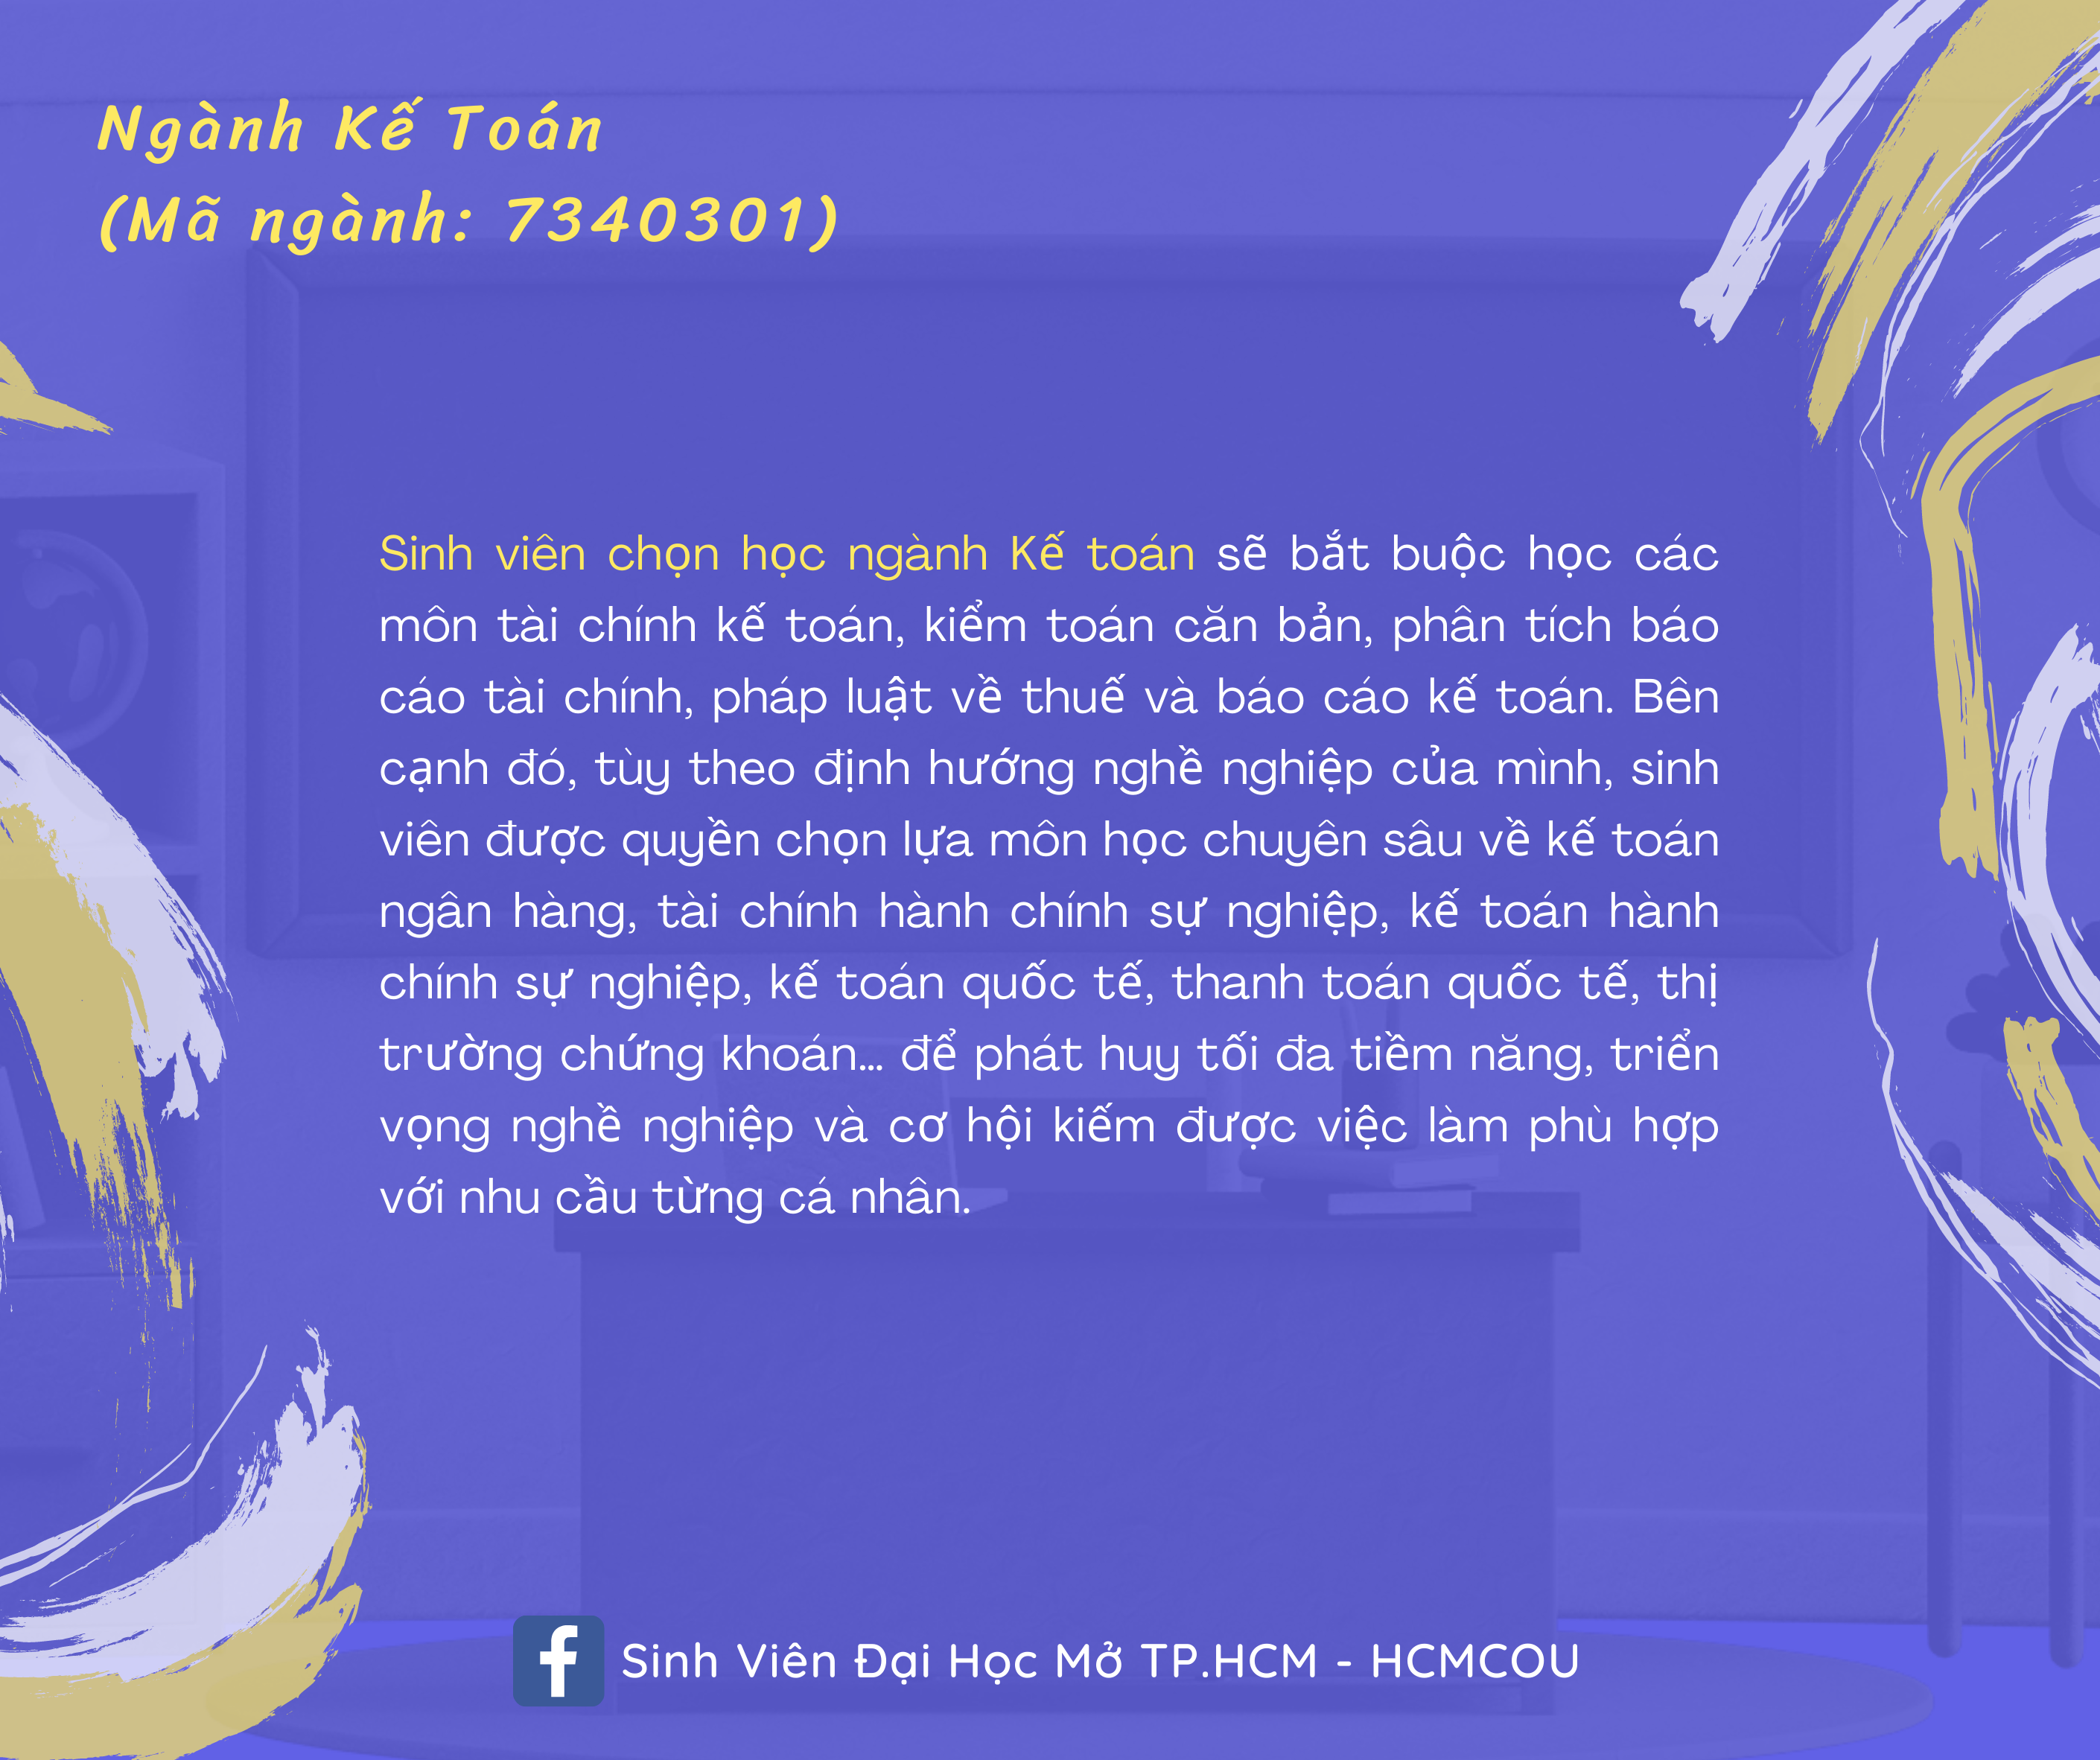 Ngành Kế Toán
(Mã ngành: 7340301)
Sinh viên chọn học ngành Kế toán sẽ bắt buộc học các
môn tài chính kế toán, kiểm toán căn bản, phân tích báo
cáo tài chính, pháp luật về thuế và báo cáo kế toán. Bên
cạnh đó, tùy theo định hướng nghề nghiệp của mình, sinh
viên được quyền chọn lựa môn học chuyên sâu về kế toán
ngân hàng, tài chính hành chính sự nghiệp, kế toán hành
chính sự nghiệp, kế toán quốc tế, thanh toán quốc tế, thị
trường chứng khoán... để phát huy tối đa tiềm năng, triển
vọng nghề nghiệp và cơ hội kiếm được việc làm phù hợp
với nhu cầu từng cá nhân.
Sinh Viên Đại Học Mở TP.HCM - HCMCOU